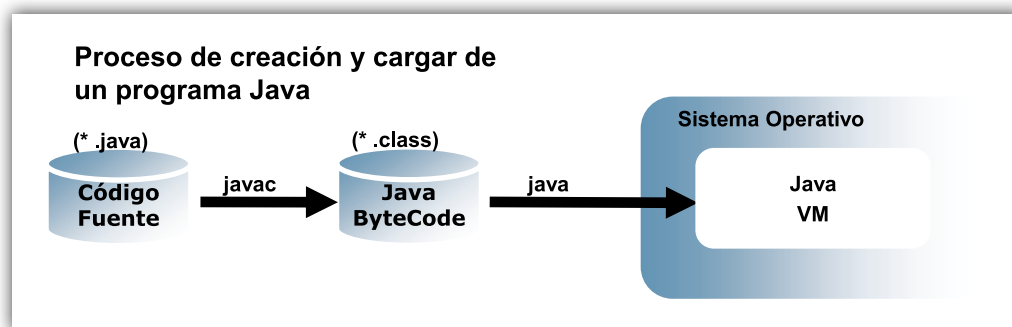 Proceso de creación y cargar de
un programa Java
(* .java)
Código
Fuente
javac
(* .class)
Java
ByteCode
java
Sistema Operativo
Java
VM